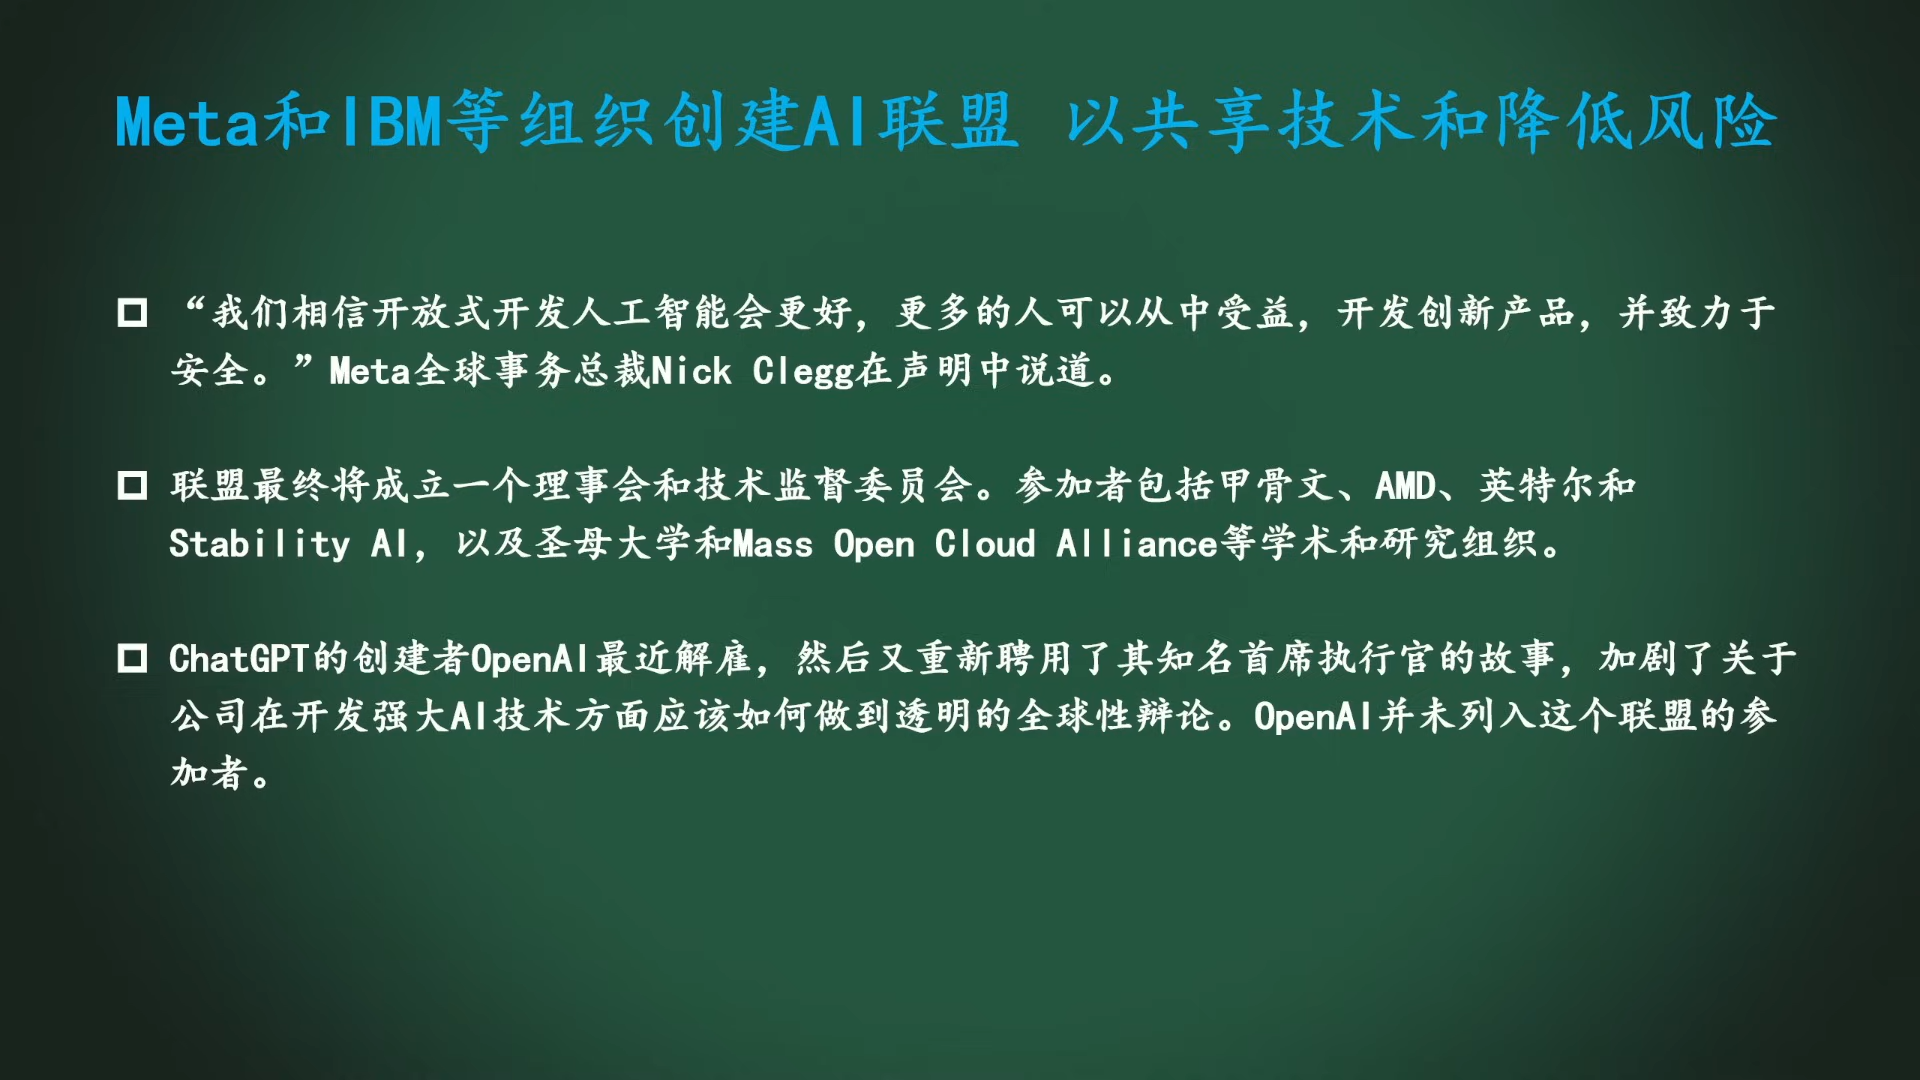 Meta和IBM等组织创建AI联盟 以共享技术和降低风险
“我们相信开放式开发人工智能会更好，更多的人可以从中受益，开发创新产品，并致力于
安全。”Meta全球事务总裁Nick Clegg在声明中说道。
联盟最终将成立一个理事会和技术监督委员会。参加者包括甲骨文、AMD、英特尔和
Stability AI，以及圣母大学和Mass Open Cloud Alliance等学术和研究组织。
ChatGPT的创建者OpenAI最近解雇，然后又重新聘用了其知名首席执行官的故事，加剧了关于
公司在开发强大AI技术方面应该如何做到透明的全球性辩论。OpenAI并未列入这个联盟的参
加者。